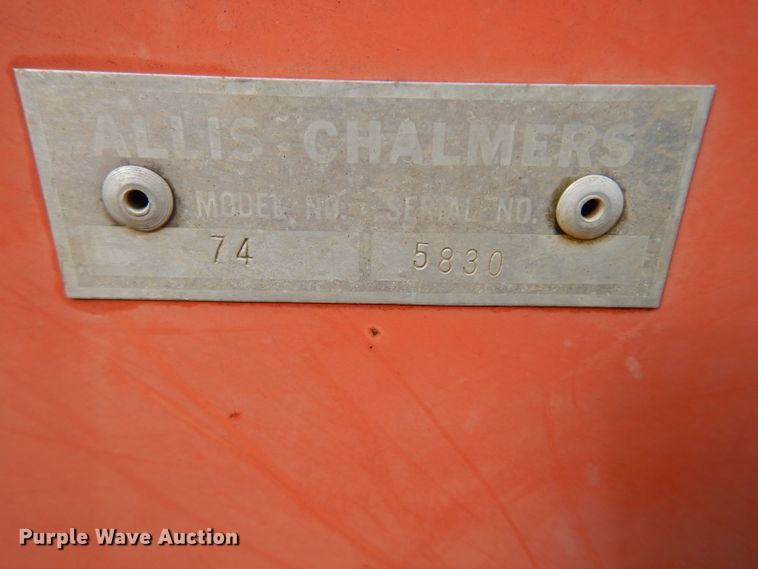 ALLIS-CHALMERS
MODEL NO. SERIAL NO.
74 5830
Purple Wave Auction®